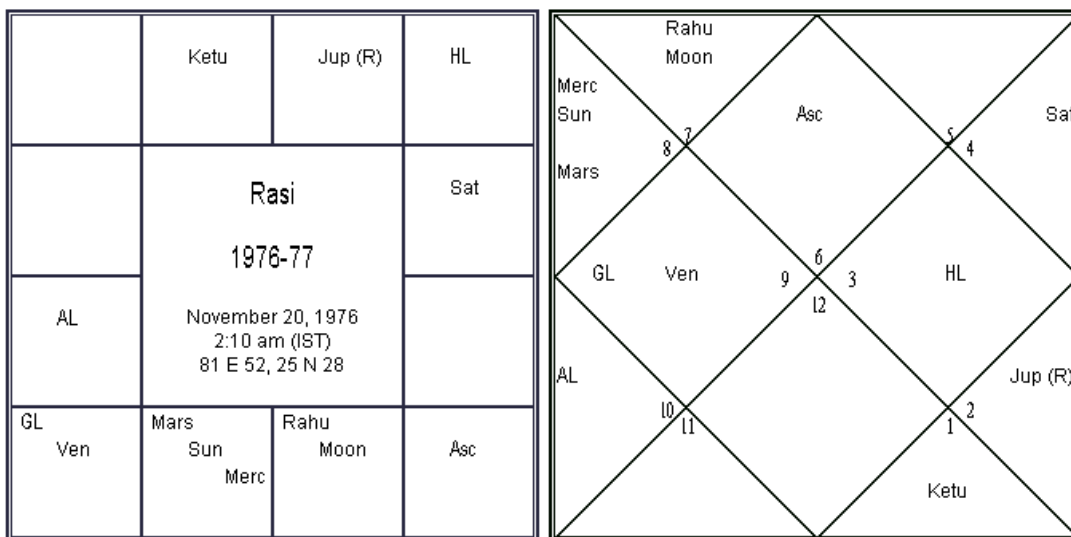 Ketu
Jup (R)
HL
Sat
AL
Rasi
1976-77
November 20, 1976
2:10 am (IST)
81 E 52, 25 N 28
GL
Ven
Mars
Sun
Merc
Rahu
Moon
Asc
Rahu
Moon
Merc
Sun
Asc
Sat
7
8
5
4
Mars
6
GL Ven 9 3 HL
12
AL
Jup (R)
10
11
2
1
Ketu